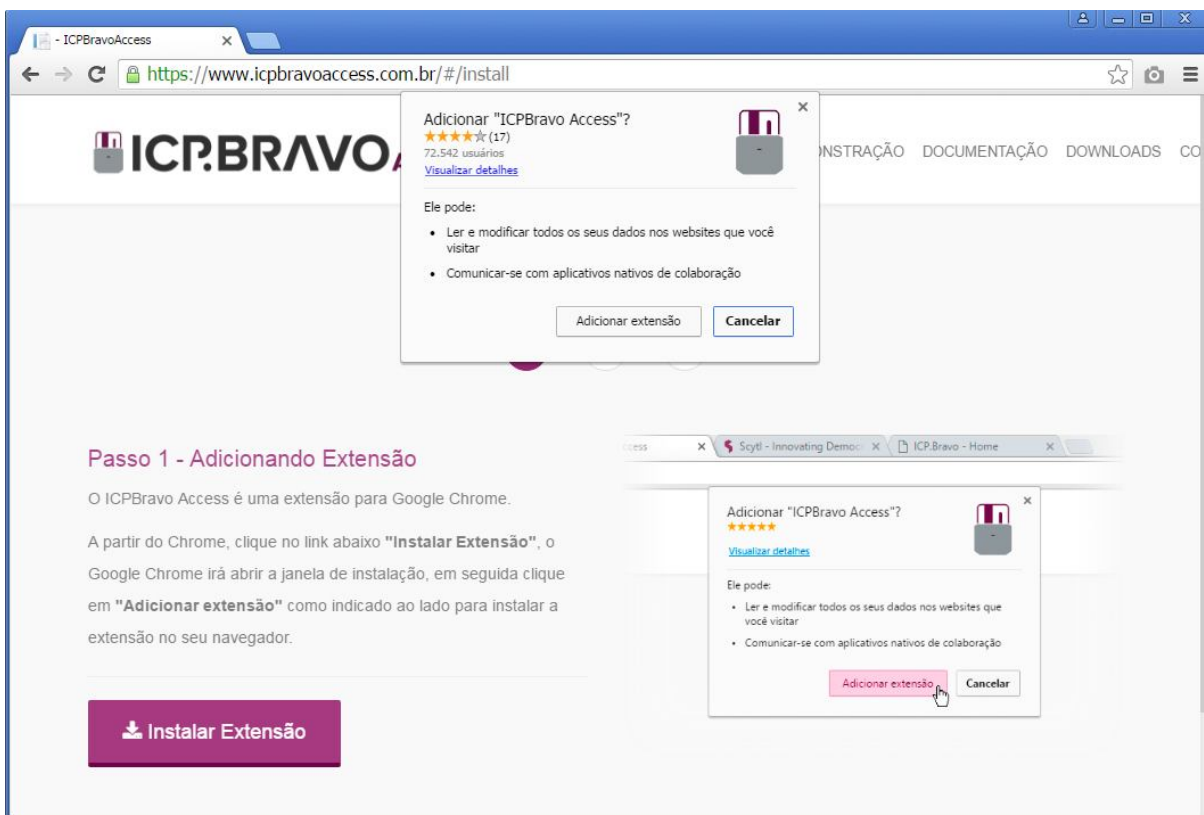 - ICPBravoAccess
https://www.icpbravoaccess.com.br/#/install
ICP.BRAVO
NSTRAÇÃO DOCUMENTAÇÃO DOWNLOADS CO
Adicionar "ICPBravo Access"?
(17)
72.542 usuários
Visualizar detalhes
Ele pode:
• Ler e modificar todos os seus dados nos websites que você
visitar
• Comunicar-se com aplicativos nativos de colaboração
Adicionar extensão Cancelar
Passo 1 - Adicionando Extensão
O ICPBravo Access é uma extensão para Google Chrome.
A partir do Chrome, clique no link abaixo "Instalar Extensão", o
Google Chrome irá abrir a janela de instalação, em seguida clique
em "Adicionar extensão" como indicado ao lado para instalar a
extensão no seu navegador.
Instalar Extensão
cess Scytl - Innovating Democ ICP.Bravo - Home
Adicionar "ICPBravo Access"?
Visualizar detalhes
Ele pode:
• Ler e modificar todos os seus dados nos websites que
você visitar
• Comunicar-se com aplicativos nativos de colaboração
Adicionar extensão Cancelar